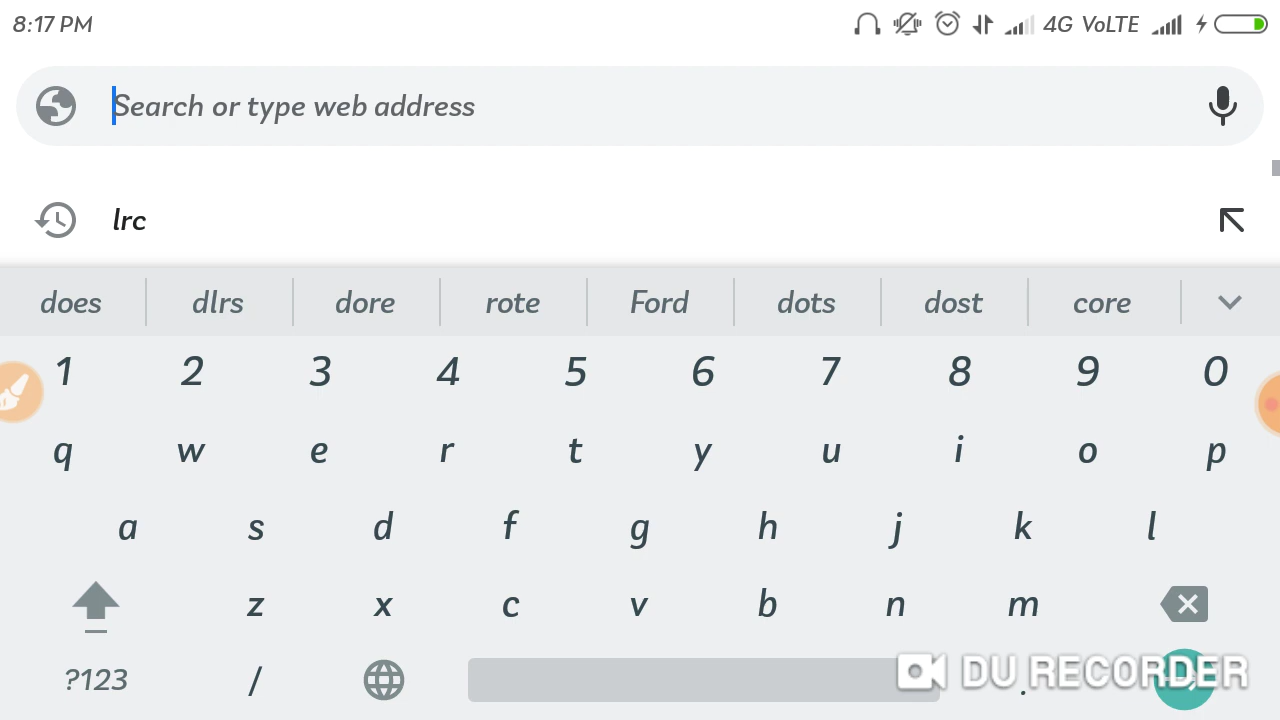 8:17 PM 4G VoLTE
Search or type web address
lrc
does dlrs dore rote Ford dots dost core
1 2 3 4 5 6 7 8 9 0
q w e r t y u i o p
a s d f g h j k l
z x c v b n m
?123 / . DU RECORDER